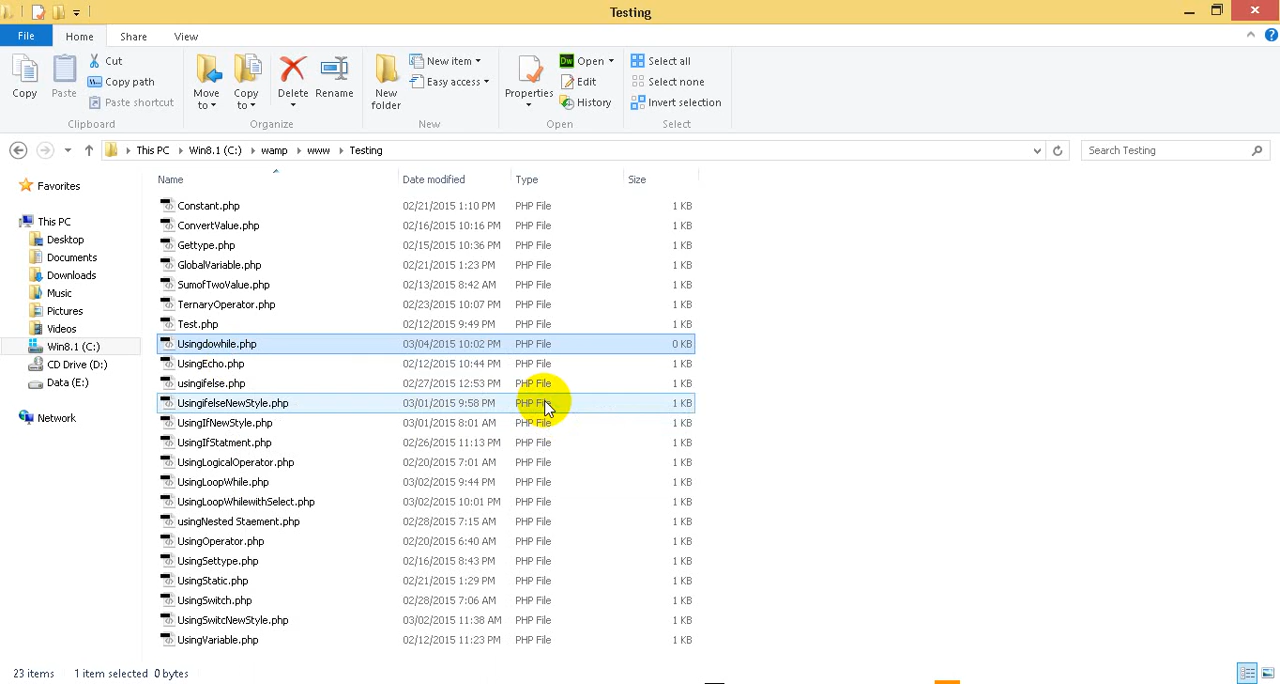 Testing
File Home Share View
Copy
Paste
Cut
Copy path
Paste shortcut
Clipboard
Move to
Copy to
Delete
Rename
Organize
New folder
New item
Easy access
New
Properties
Dw Open
Edit
History
Open
Select all
Select none
Invert selection
Select
This PC Win8.1 (C:) wamp www Testing
Search Testing
Favorites
This PC
Desktop
Documents
Downloads
Music
Pictures
Videos
Win8.1 (C:)
CD Drive (D:)
Data (E:)
Network
Name Date modified Type Size
Constant.php 02/21/2015 1:10 PM PHP File 1 KB
ConvertValue.php 02/16/2015 10:16 PM PHP File 1 KB
Gettype.php 02/15/2015 10:36 PM PHP File 1 KB
GlobalVariable.php 02/21/2015 1:23 PM PHP File 1 KB
SumofTwoValue.php 02/13/2015 8:42 AM PHP File 1 KB
TernaryOperator.php 02/23/2015 10:07 PM PHP File 1 KB
Test.php 02/12/2015 9:49 PM PHP File 1 KB
Usingdowhile.php 03/04/2015 10:02 PM PHP File 0 KB
UsingEcho.php 02/12/2015 10:44 PM PHP File 1 KB
usingifelse.php 02/27/2015 12:53 PM PHP File 1 KB
UsingifelseNewStyle.php 03/01/2015 9:58 PM PHP File 1 KB
UsingIfNewStyle.php 03/01/2015 8:01 AM PHP File 1 KB
UsingIfStatment.php 02/26/2015 11:13 PM PHP File 1 KB
UsingLogicalOperator.php 02/20/2015 7:01 AM PHP File 1 KB
UsingLoopWhile.php 03/02/2015 9:44 PM PHP File 1 KB
UsingLoopWhilewithSelect.php 03/02/2015 10:01 PM PHP File 1 KB
usingNested Staement.php 02/28/2015 7:15 AM PHP File 1 KB
UsingOperator.php 02/20/2015 6:40 AM PHP File 1 KB
UsingSettype.php 02/16/2015 8:43 PM PHP File 1 KB
UsingStatic.php 02/21/2015 1:29 PM PHP File 1 KB
UsingSwitch.php 02/28/2015 7:06 AM PHP File 1 KB
UsingSwitcNewStyle.php 03/02/2015 11:38 AM PHP File 1 KB
UsingVariable.php 02/12/2015 11:23 PM PHP File 1 KB
23 items 1 item selected 0 bytes